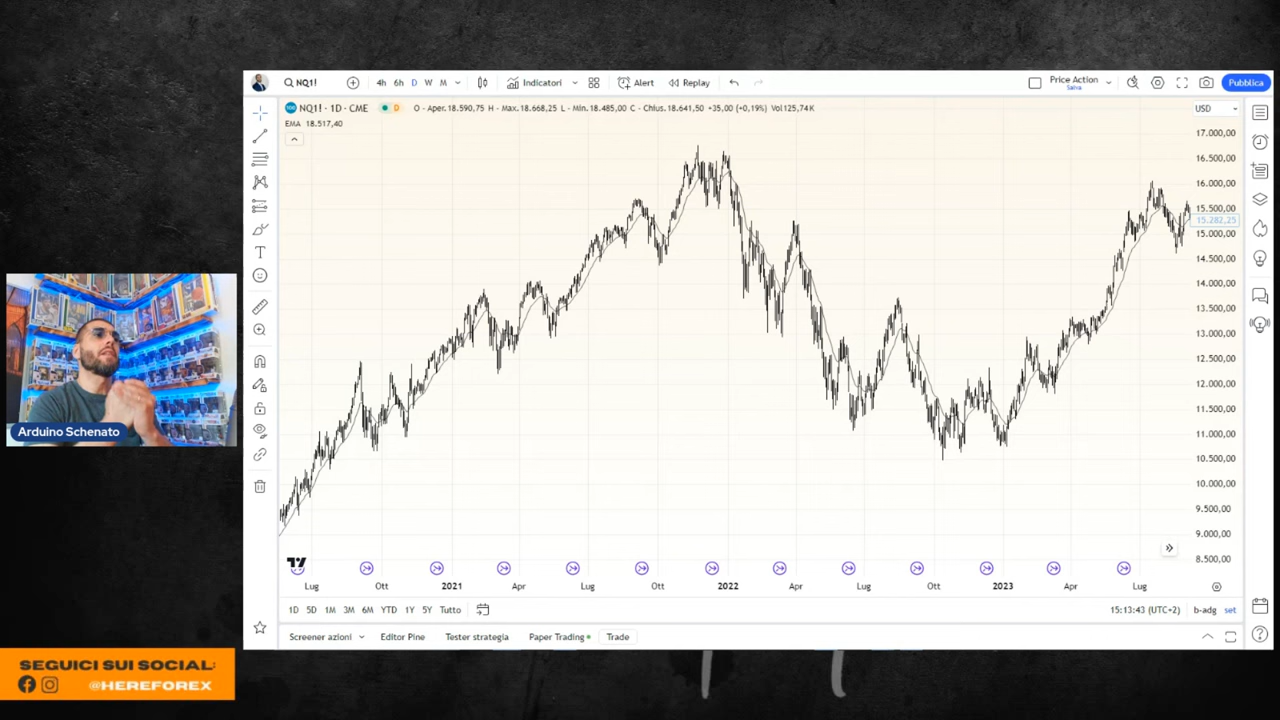 NQ1!
4h 6h D W M
Indicatori
Alert
Replay
Price Action
Salva
Pubblica
NQ1! · 1D · CME
D
O - Aper. 18.590,75 H - Max. 18.668,25 L - Min. 18.485,00 C - Chius. 18.641,50 +35,00 (+0,19%) Vol 125,74 K
USD
EMA 18.517,40
17.000,00
16.500,00
16.000,00
15.500,00
15.282,25
15.000,00
14.500,00
14.000,00
13.500,00
13.000,00
12.500,00
12.000,00
11.500,00
11.000,00
10.500,00
10.000,00
9.500,00
9.000,00
8.500,00
Arduino Schenato
Lug Ott 2021 Apr Lug Ott 2022 Apr Lug Ott 2023 Apr Lug
1D 5D 1M 3M 6M YTD 1Y 5Y Tutto
15:13:43 (UTC+2) b-adg set
Screener azioni Editor Pine Tester strategia Paper Trading Trade
SEGUICI SUI SOCIAL:
@HEREFOREX